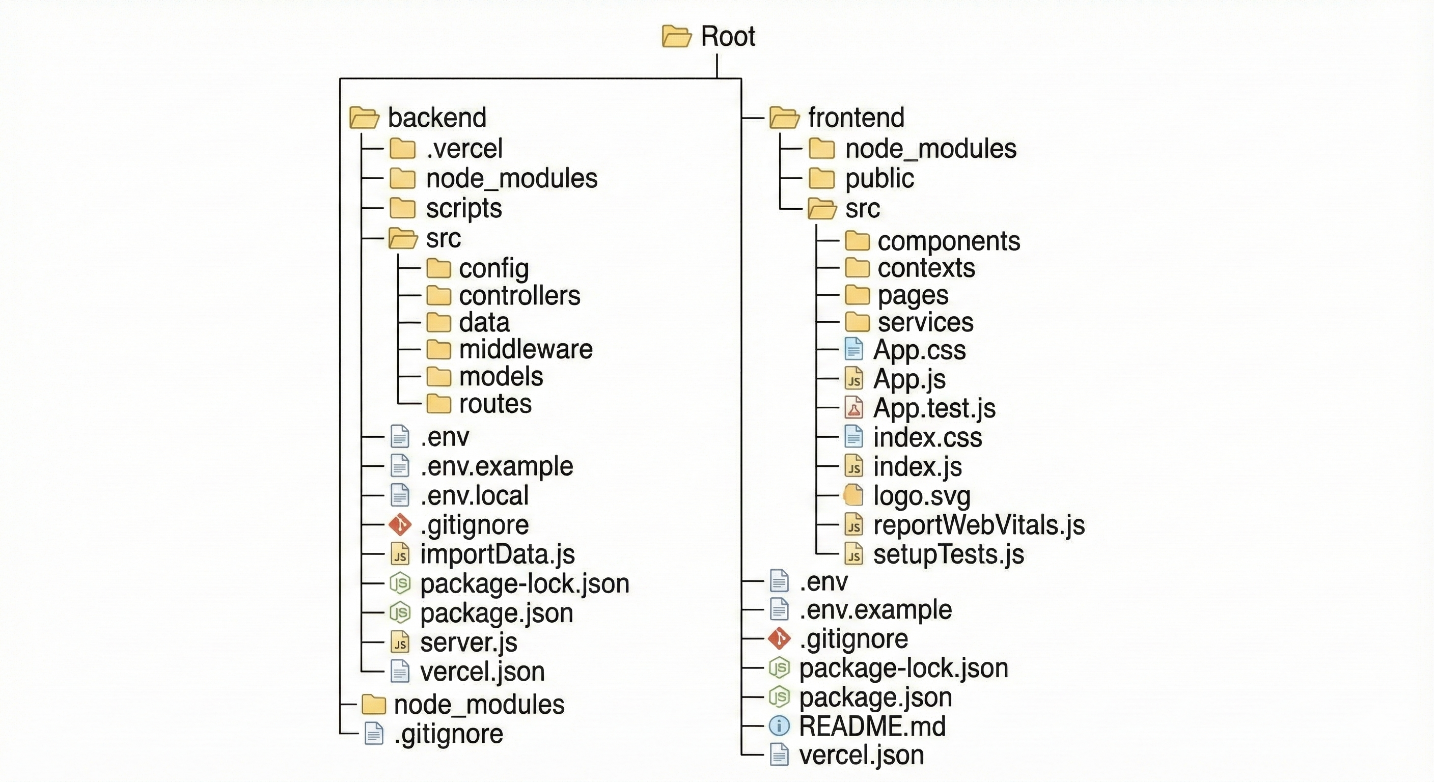 Root
backend
.vercel
node_modules
scripts
src
config
controllers
data
middleware
models
routes
.env
.env.example
.env.local
.gitignore
importData.js
package-lock.json
package.json
server.js
vercel.json
node_modules
.gitignore
frontend
node_modules
public
src
components
contexts
pages
services
App.css
App.js
App.test.js
index.css
index.js
logo.svg
reportWebVitals.js
setupTests.js
.env
.env.example
.gitignore
package-lock.json
package.json
README.md
vercel.json